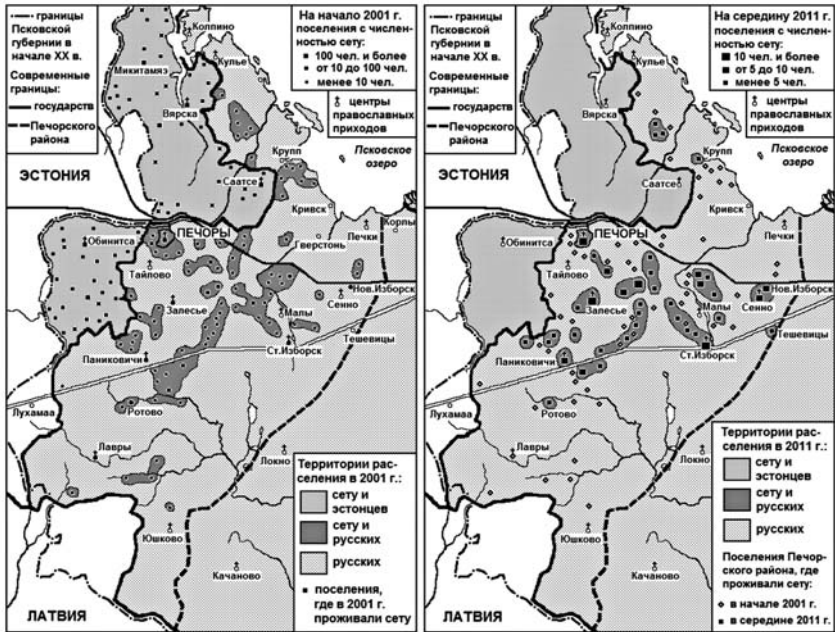 границы
Псковской
губернии в
начале XX в.
Современные
границы:
государств
Печорского
района
На начало 2001 г.
поселения с числен-
ностью сету:
100 чел. и более
от 10 до 100 чел.
менее 10 чел.
центры
православных
приходов
Колпино
Кулье
Микитамяэ
Вярска
Крупп
Псковское
озеро
ЭСТОНИЯ
Саатсе
Кривск
ПЕЧОРЫ
Обинитса
Печки
Корлы
Гверстонь
Тайлово
Нов.Изборск
Сенно
Залесье
Малы
Тешевицы
Паниковичи
Ст.Изборск
Лухамаа
Ротово
Лавры
Локно
Территории рас-
селения в 2001 г.:
сету и
эстонцев
сету и
русских
русских
Юшково
Качаново
поселения,
где в 2001 г.
проживали сету
ЛАТВИЯ
границы
Псковской
губернии в
начале XX в.
Современные
границы:
государств
Печорского
района
На середину 2011 г.
поселения с числен-
ностью сету:
10 чел. и более
от 5 до 10 чел.
менее 5 чел.
центры
православных
приходов
Колпино
Кулье
Микитамяэ
Вярска
Крупп
Псковское
озеро
ЭСТОНИЯ
Саатсе
Кривск
ПЕЧОРЫ
Обинитса
Печки
Тайлово
Нов.Изборск
Сенно
Залесье
Малы
Тешевицы
Паниковичи
Ст.Изборск
Лухамаа
Ротово
Лавры
Локно
Территории рас-
селения в 2011 г.:
сету и
эстонцев
сету и
русских
русских
Юшково
Качаново
Поселения Печор-
ского района, где
проживали сету:
в начале 2001 г.
в середине 2011 г.
ЛАТВИЯ